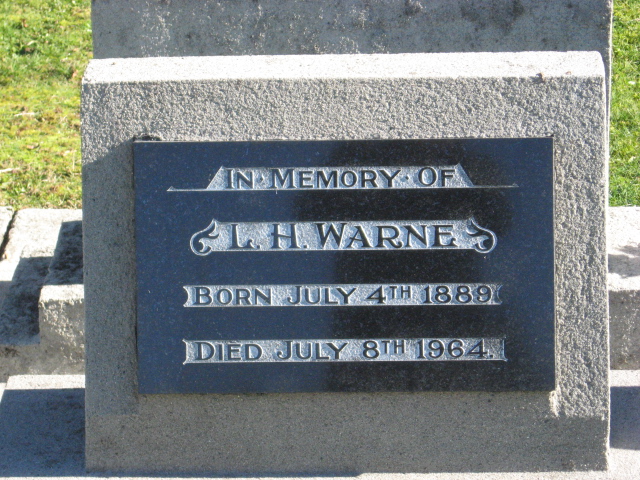 IN MEMORY OF
L. H. WARNE
BORN JULY 4TH 1889
DIED JULY 8TH 1964.